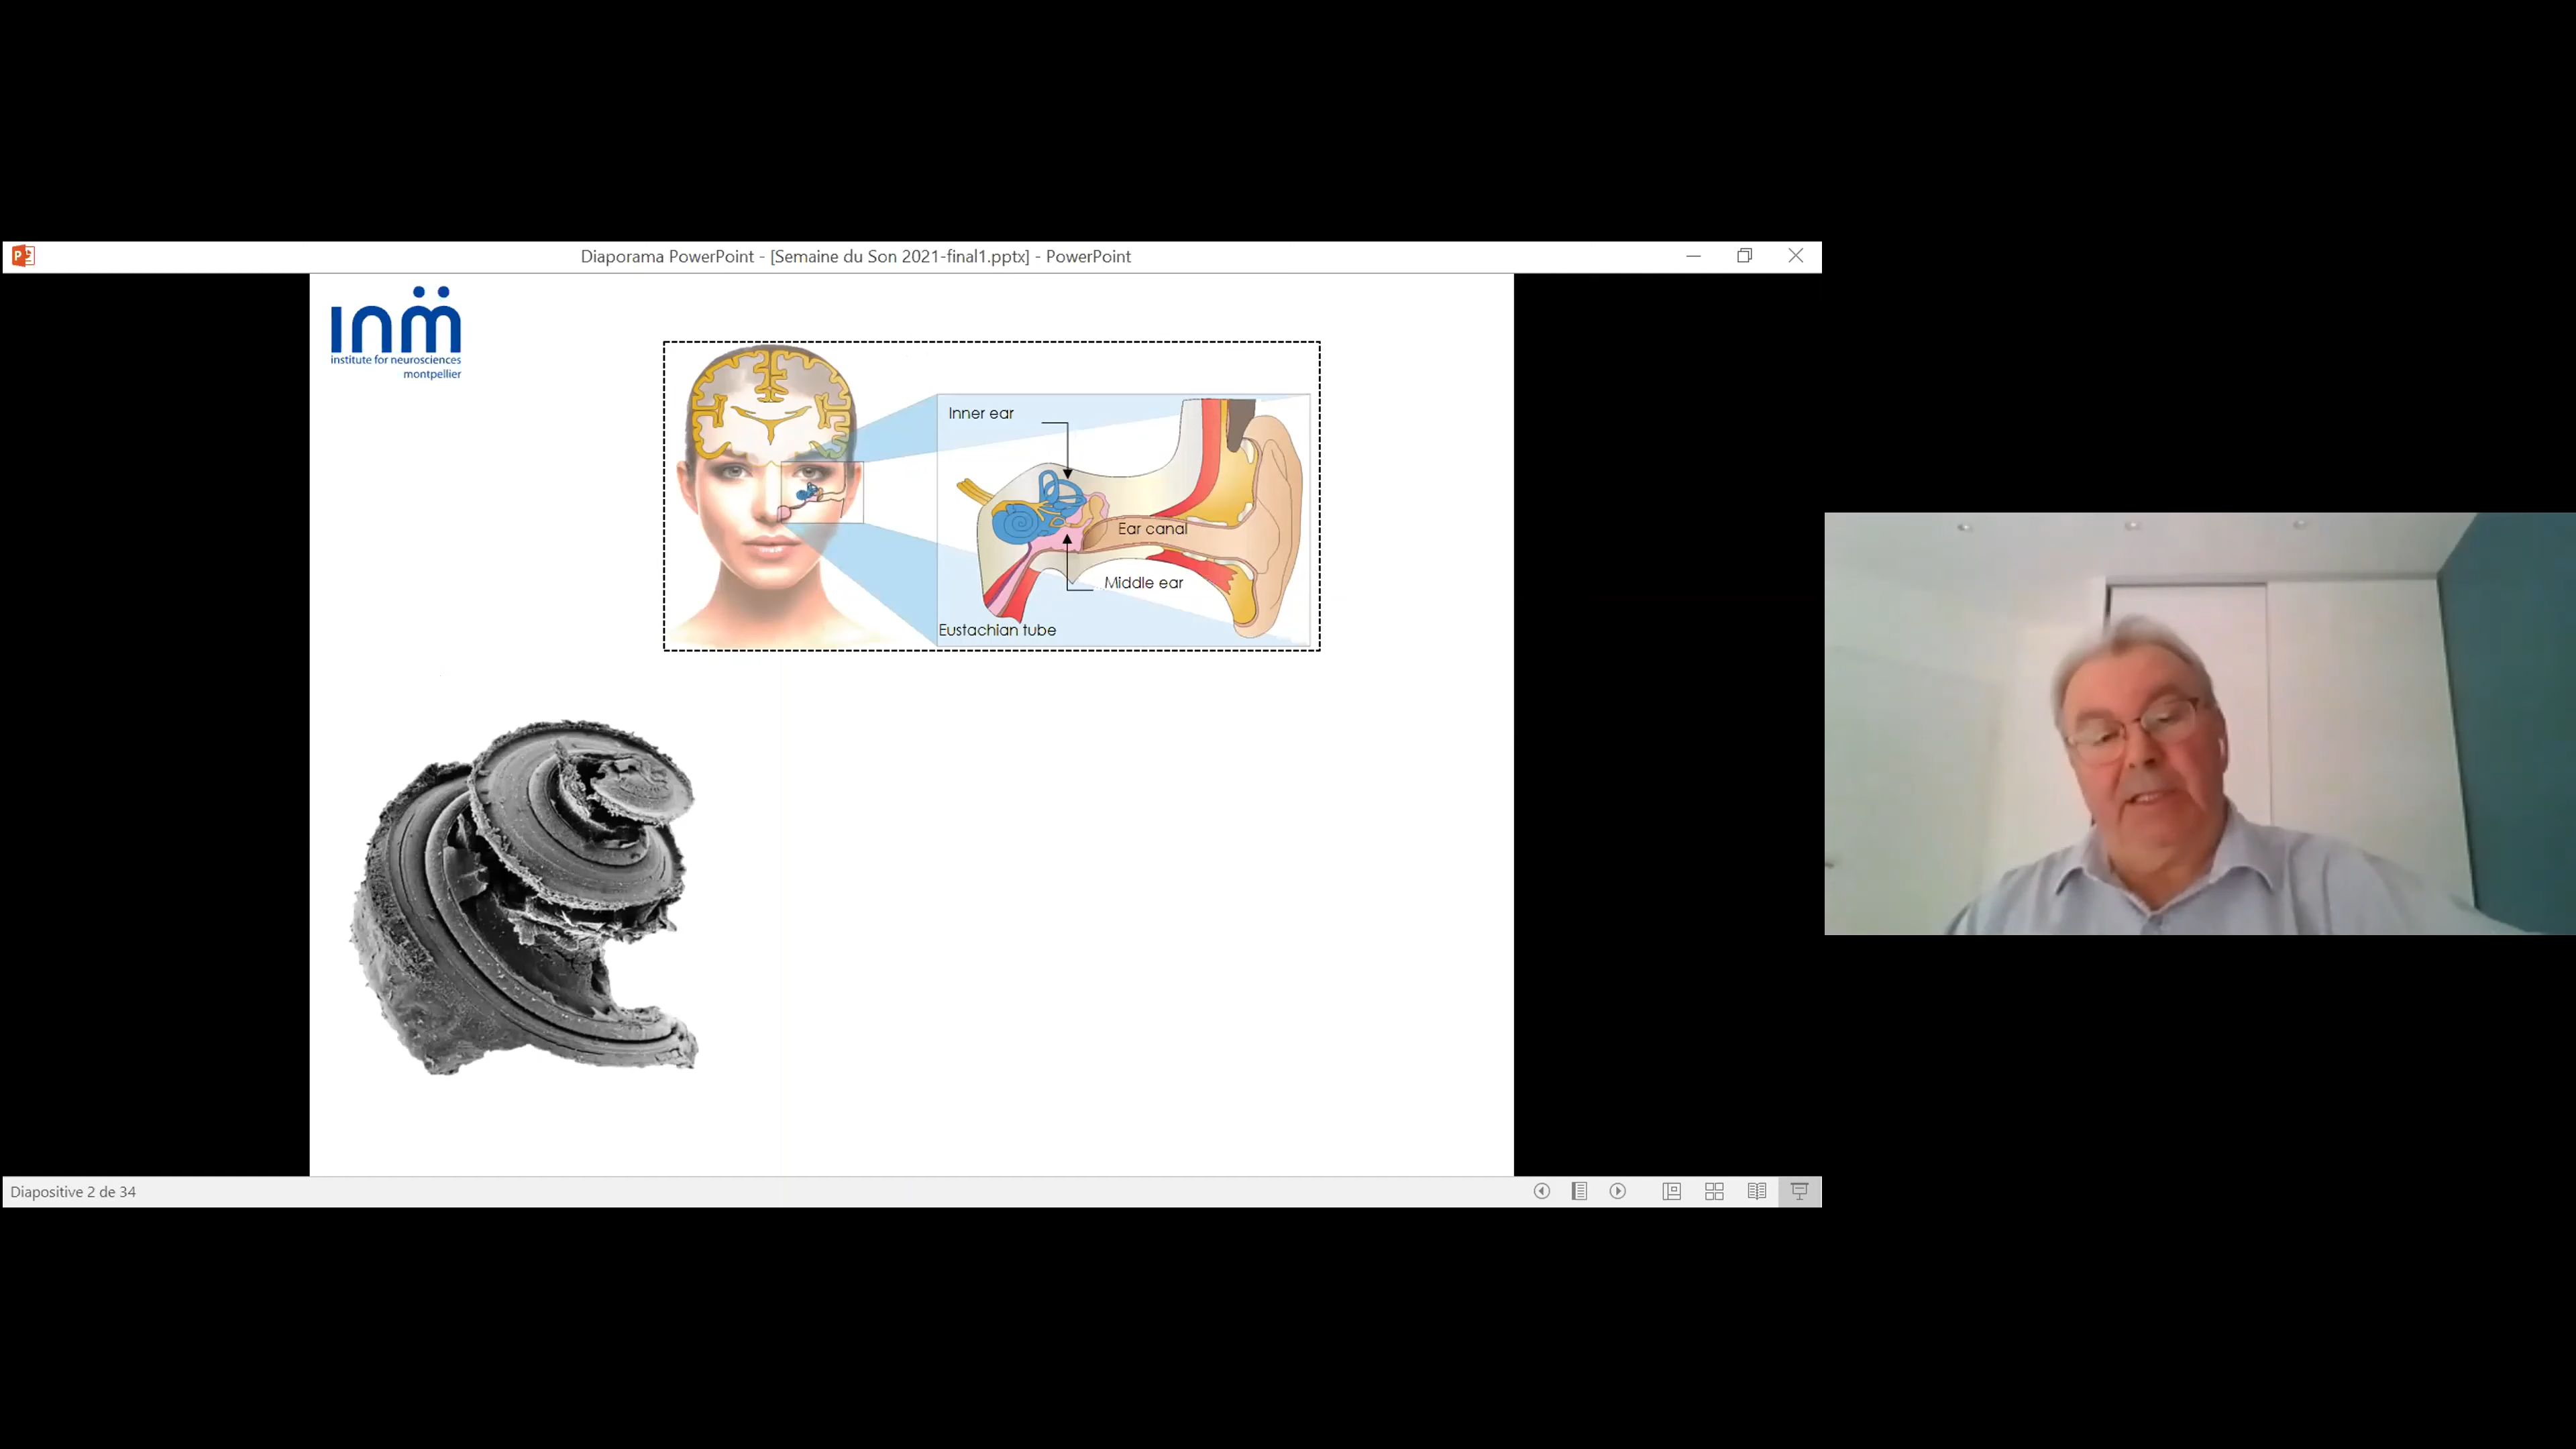 Diaporama PowerPoint - [Semaine du Son 2021-final1.pptx] - PowerPoint
inm
institute for neurosciences
montpellier
Inner ear
Ear canal
Middle ear
Eustachian tube
Diapositive 2 de 34